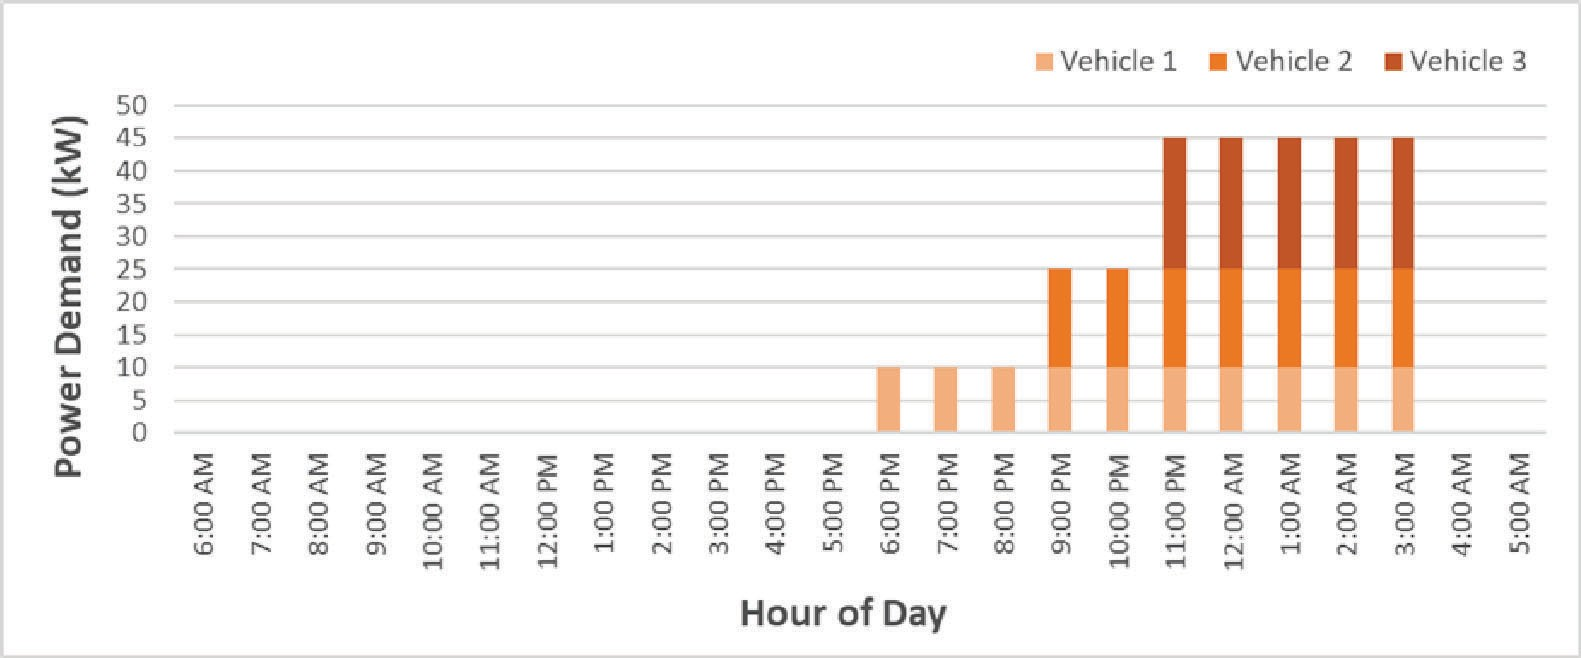 Vehicle 1 Vehicle 2 Vehicle 3
50
45
40
35
30
25
20
15
10
5
0
Power Demand (kW)
6:00 AM
7:00 AM
8:00 AM
9:00 AM
10:00 AM
11:00 AM
12:00 PM
1:00 PM
2:00 PM
3:00 PM
4:00 PM
5:00 PM
6:00 PM
7:00 PM
8:00 PM
9:00 PM
10:00 PM
11:00 PM
12:00 AM
1:00 AM
2:00 AM
3:00 AM
4:00 AM
5:00 AM
Hour of Day